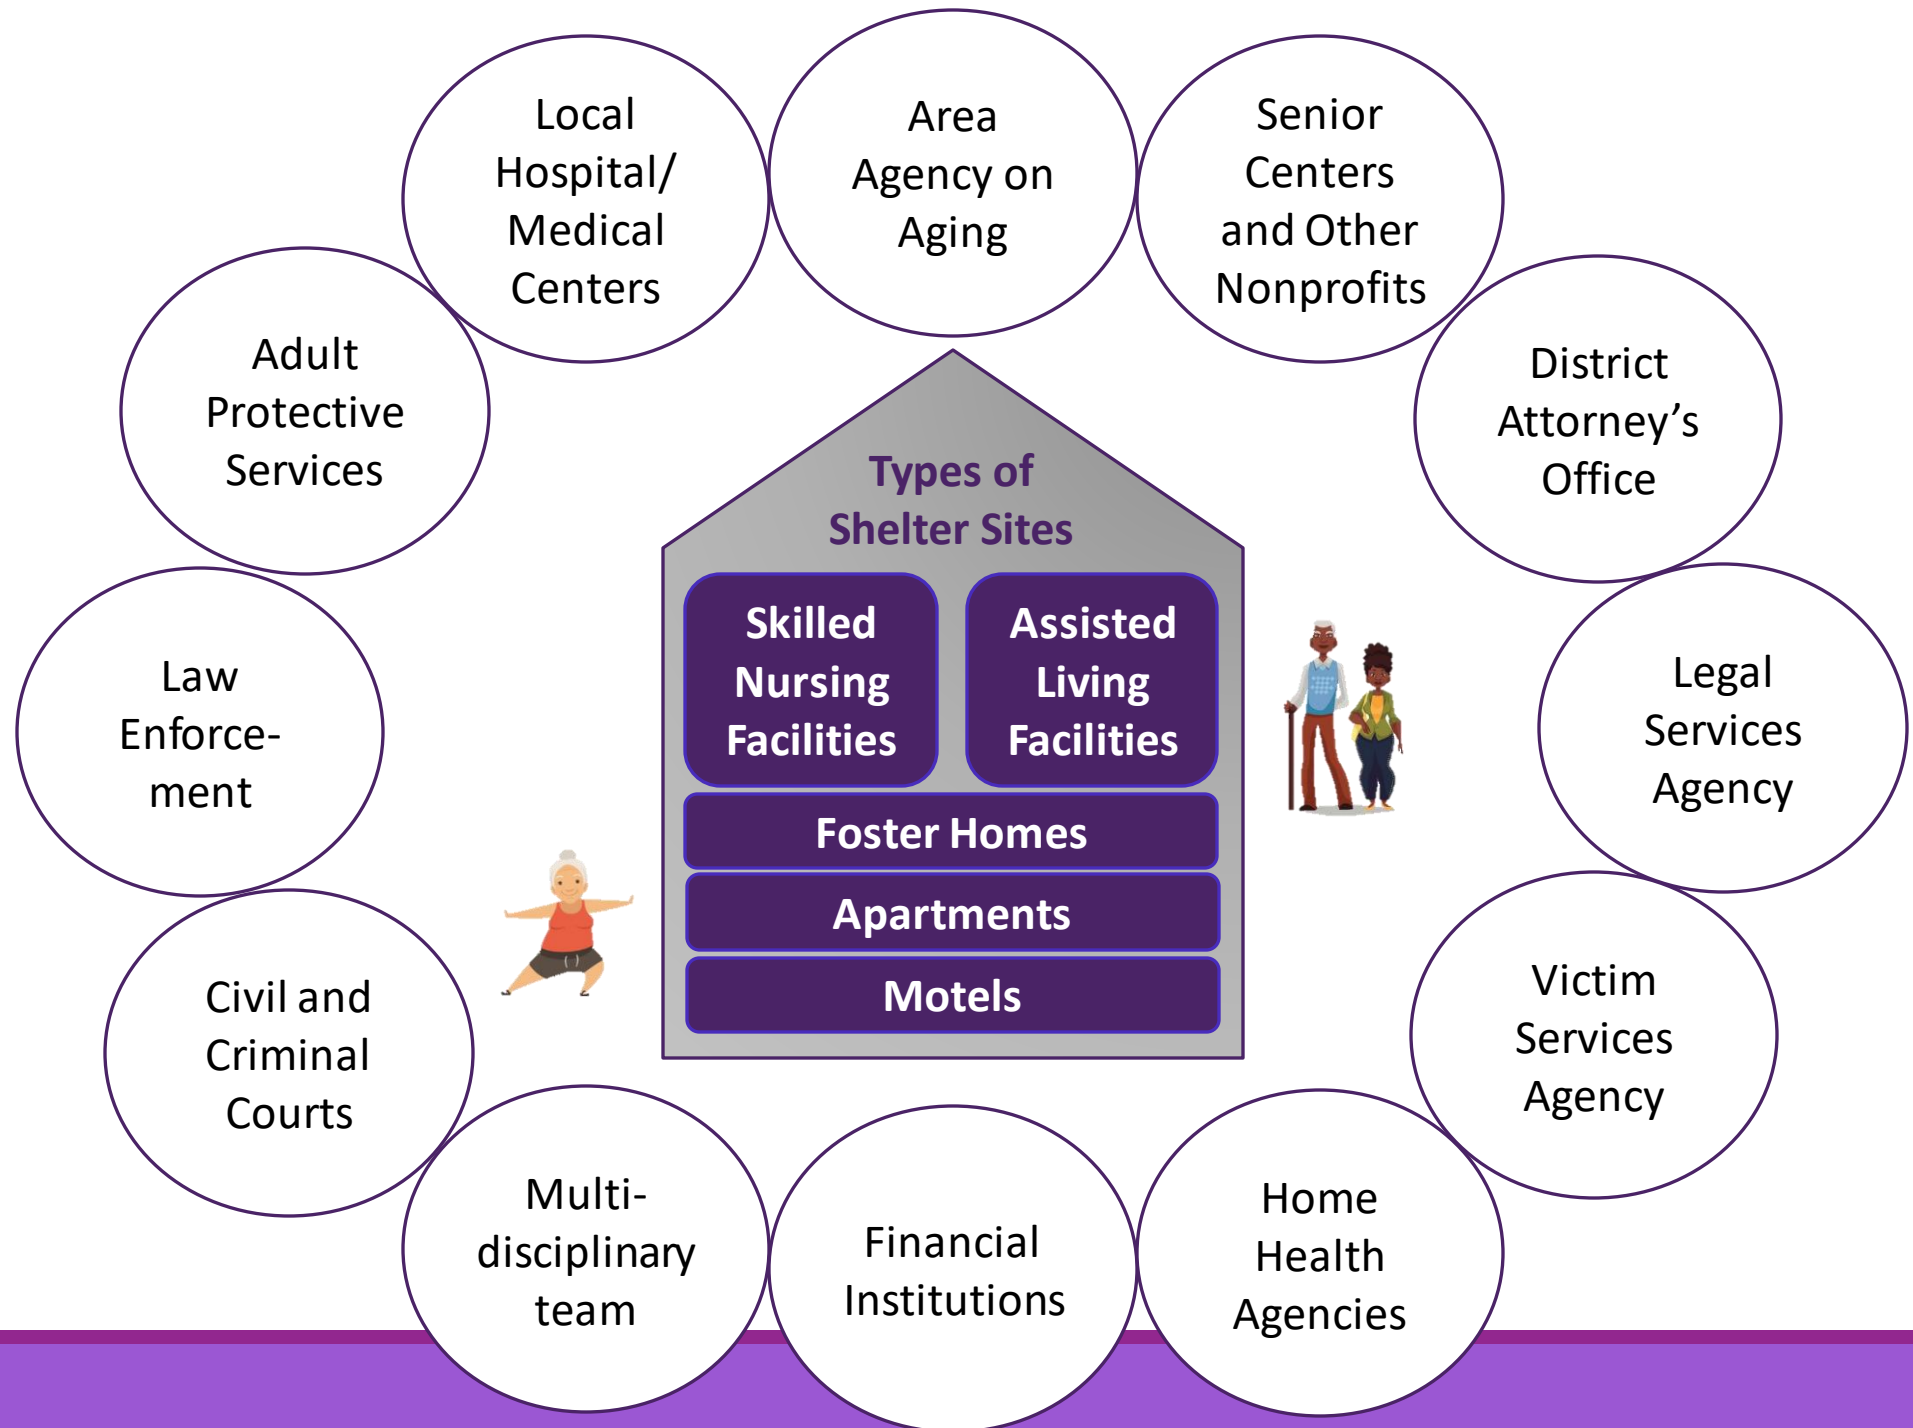 Local
Hospital/
Medical
Centers
Area
Agency on
Aging
Senior
Centers
and Other
Nonprofits
Adult
Protective
Services
District
Attorney’s
Office
Types of
Shelter Sites
Skilled
Nursing
Facilities
Assisted
Living
Facilities
Foster Homes
Apartments
Motels
Law
Enforce-
ment
Legal
Services
Agency
Civil and
Criminal
Courts
Victim
Services
Agency
Multi-
disciplinary
team
Financial
Institutions
Home
Health
Agencies